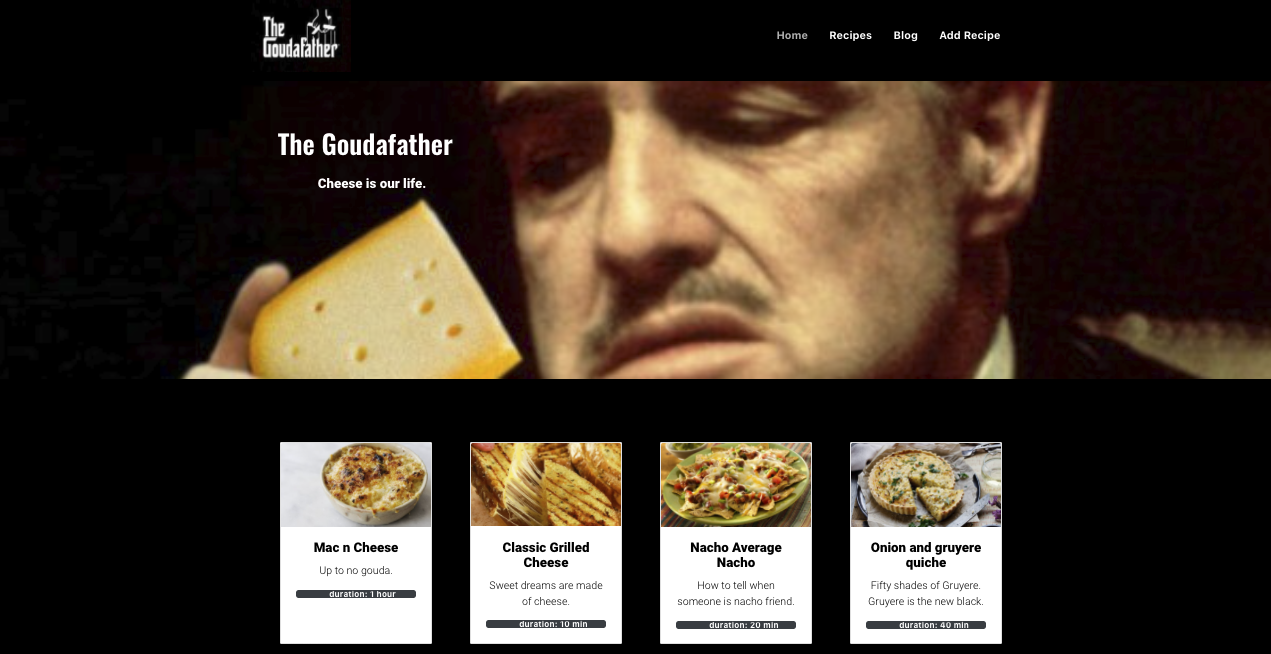 The
Goudafather
Home Recipes Blog Add Recipe
The Goudafather
Cheese is our life.
Mac n Cheese
Up to no gouda.
duration: 1 hour
Classic Grilled
Cheese
Sweet dreams are made
of cheese.
duration: 10 min
Nacho Average
Nacho
How to tell when
someone is nacho friend.
duration: 20 min
Onion and gruyere
quiche
Fifty shades of Gruyere.
Gruyere is the new black.
duration: 40 min